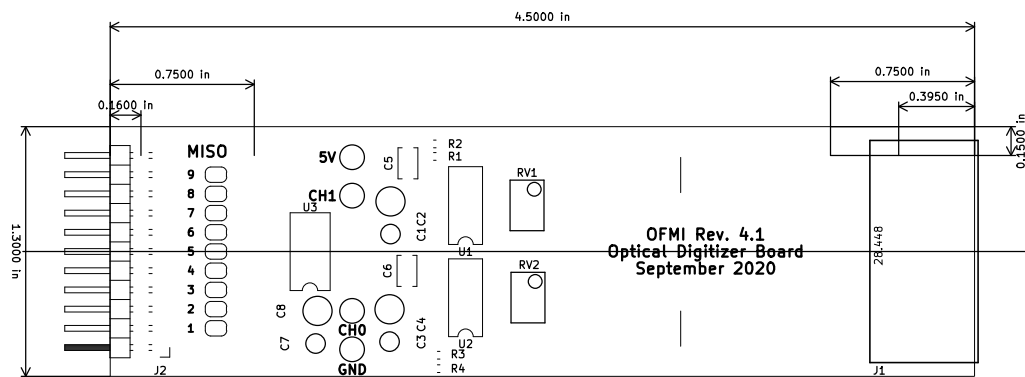 4.5000 in
0.7500 in
0.7500 in
0.1600 in
0.3950 in
0.1500 in
1.3000 in
MISO
9
8
7
6
5
4
3
2
1
5V
CH1
U3
C5
R2
R1
C1
C2
U1
RV1
C6
RV2
C8
C7
CH0
GND
C3
C4
U2
R3
R4
OFMI Rev. 4.1
Optical Digitizer Board
September 2020
28.448
J2
J1